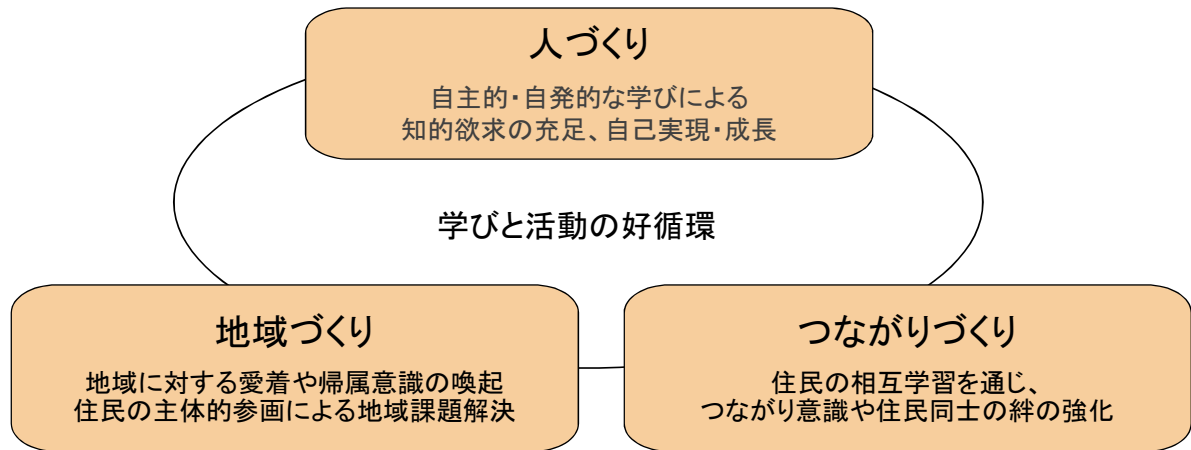 人づくり
自主的・自発的な学びによる
知的欲求の充足、自己実現・成長
学びと活動の好循環
地域づくり
地域に対する愛着や帰属意識の喚起
住民の主体的参画による地域課題解決
つながりづくり
住民の相互学習を通じ、
つながり意識や住民同士の絆の強化